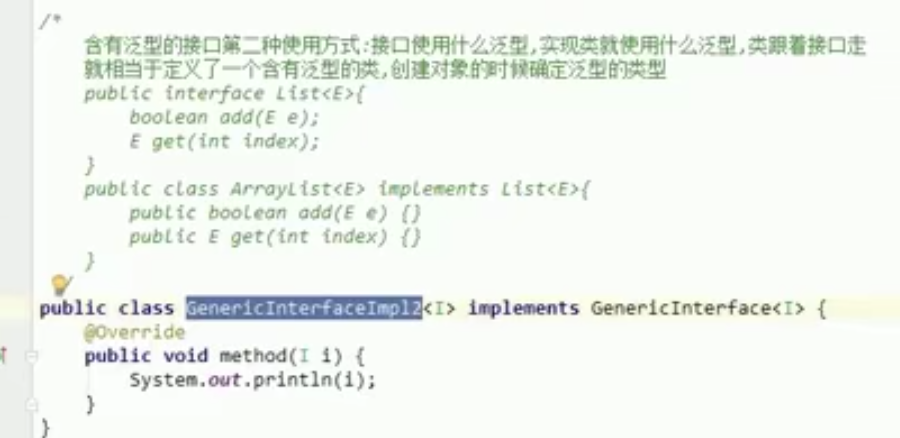 /*
含有泛型的接口第二种使用方式:接口使用什么泛型,实现类就使用什么泛型,类跟着接口走
就相当于定义了一个含有泛型的类,创建对象的时候确定泛型的类型
public interface List<E>{
boolean add(E e);
E get(int index);
}
public class ArrayList<E> implements List<E>{
public boolean add(E e) {}
public E get(int index) {}
}
public class GenericInterfaceImpl2<I> implements GenericInterface<I> {
@Override
public void method(I i) {
System.out.println(i);
}
}